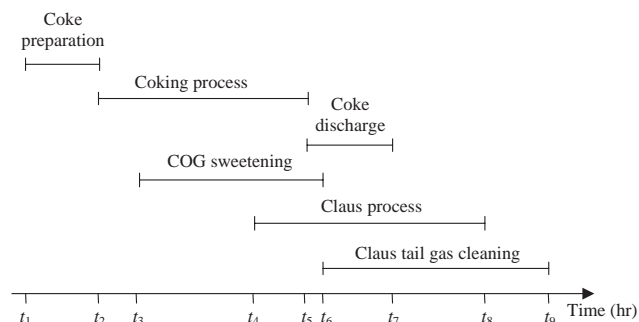 Coke
preparation
Coking process
Coke
discharge
COG sweetening
Claus process
Claus tail gas cleaning
t1 t2 t3 t4 t5 t6 t7 t8 t9 Time (hr)